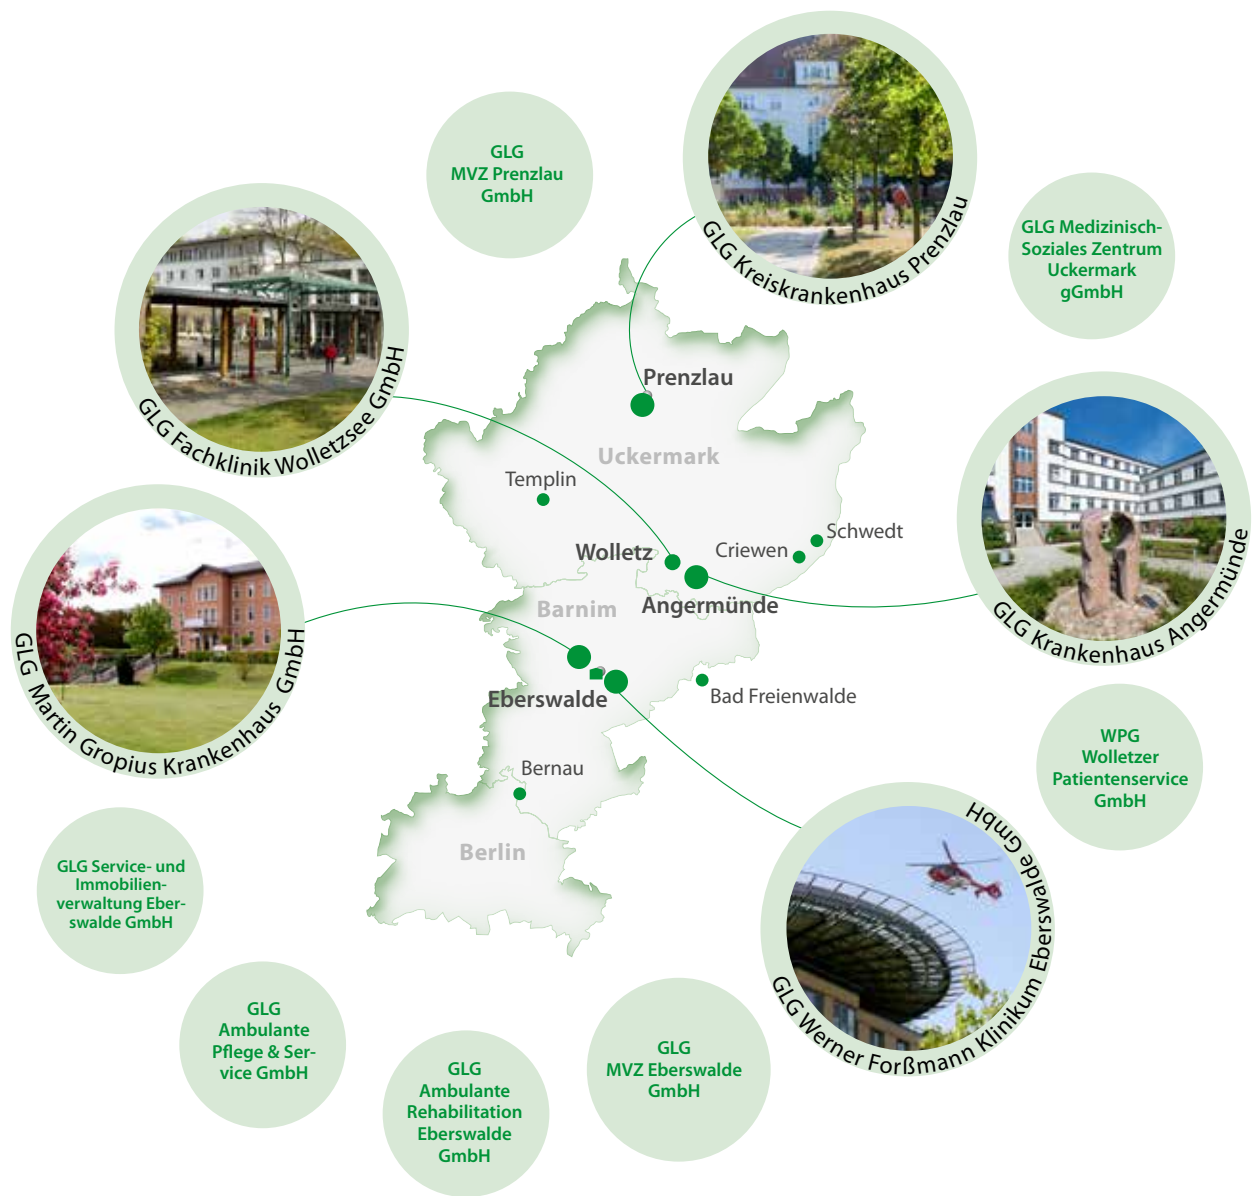 GLG
MVZ Prenzlau
GmbH
GLG Kreiskrankenhaus Prenzlau
GLG Medizinisch-
Soziales Zentrum
Uckermark
gGmbH
GLG Fachklinik Wolletzsee GmbH
Prenzlau
Uckermark
Templin
Schwedt
Criewen
Wolletz
Angermünde
GLG Krankenhaus Angermünde
Barnim
GLG Martin Gropius Krankenhaus GmbH
Eberswalde
Bad Freienwalde
WPG
Wolletzer
Patientenservice
GmbH
Bernau
Berlin
GLG Werner Forßmann Klinikum Eberswalde GmbH
GLG Service- und
Immobilien-
verwaltung Eber-
swalde GmbH
GLG
Ambulante
Pflege & Ser-
vice GmbH
GLG
Ambulante
Rehabilitation
Eberswalde
GmbH
GLG
MVZ Eberswalde
GmbH